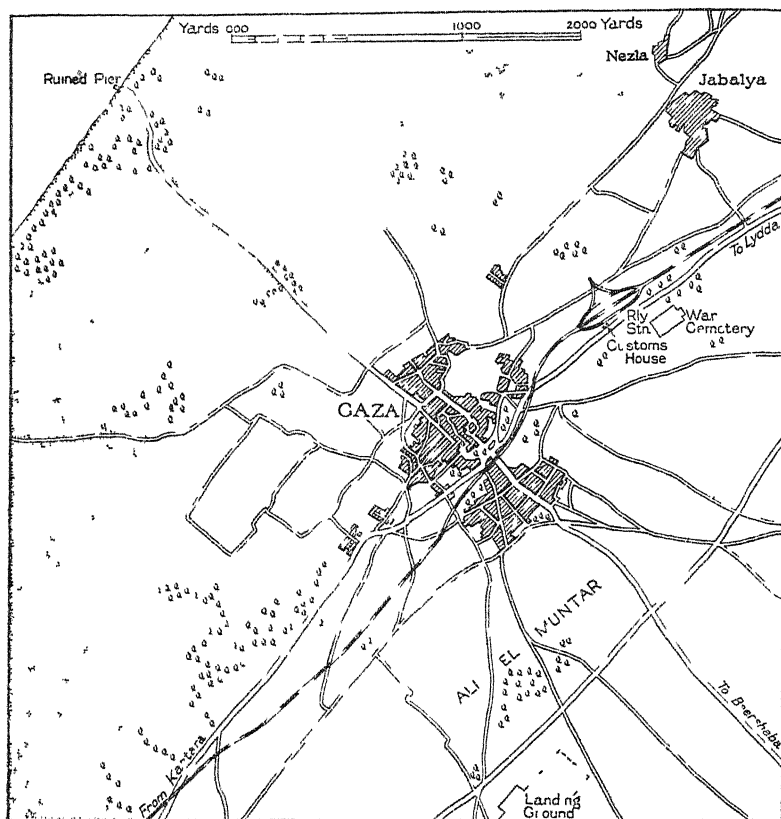 Yards 000 1000 2000 Yards
Nezla
Ruined Pier
Jabalya
To Lydda
Rly
Stn.
War
Cemetery
Customs
House
GAZA
ALI EL MUNTAR
To Beersheba
From Kantara
Landing
Ground